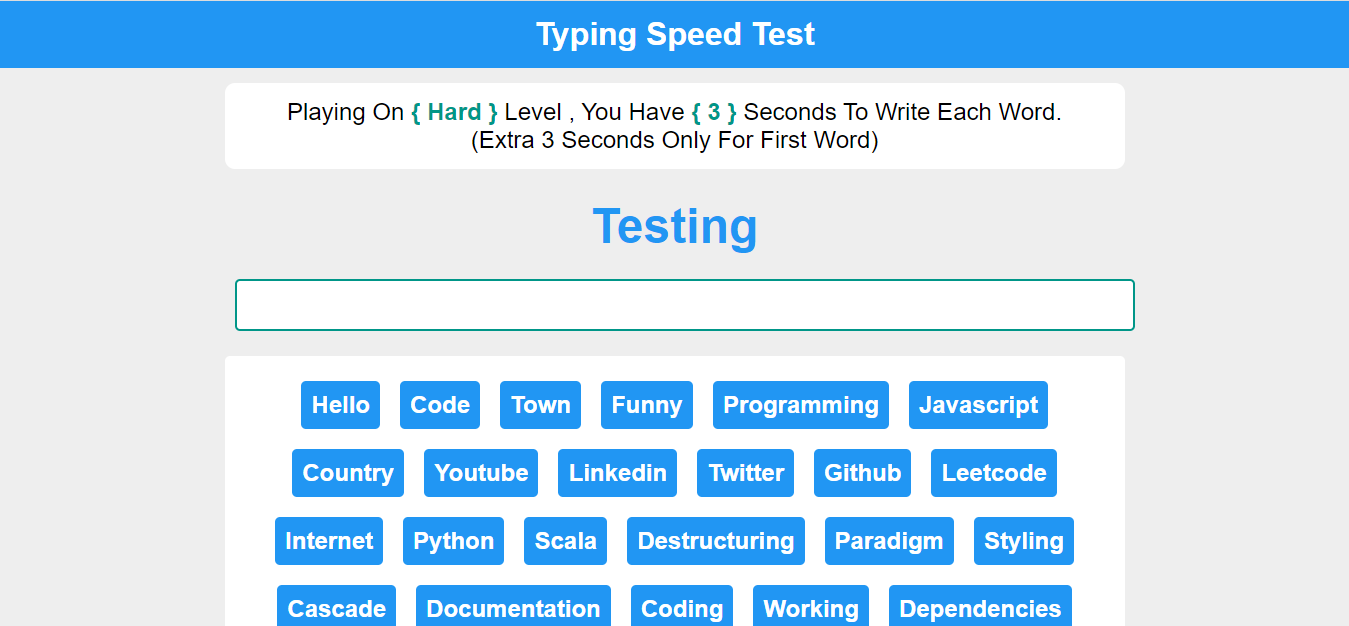 Typing Speed Test
Playing On { Hard } Level , You Have { 3 } Seconds To Write Each Word.
(Extra 3 Seconds Only For First Word)
Testing
Hello Code Town Funny Programming Javascript
Country Youtube Linkedin Twitter Github Leetcode
Internet Python Scala Destructuring Paradigm Styling
Cascade Documentation Coding Working Dependencies